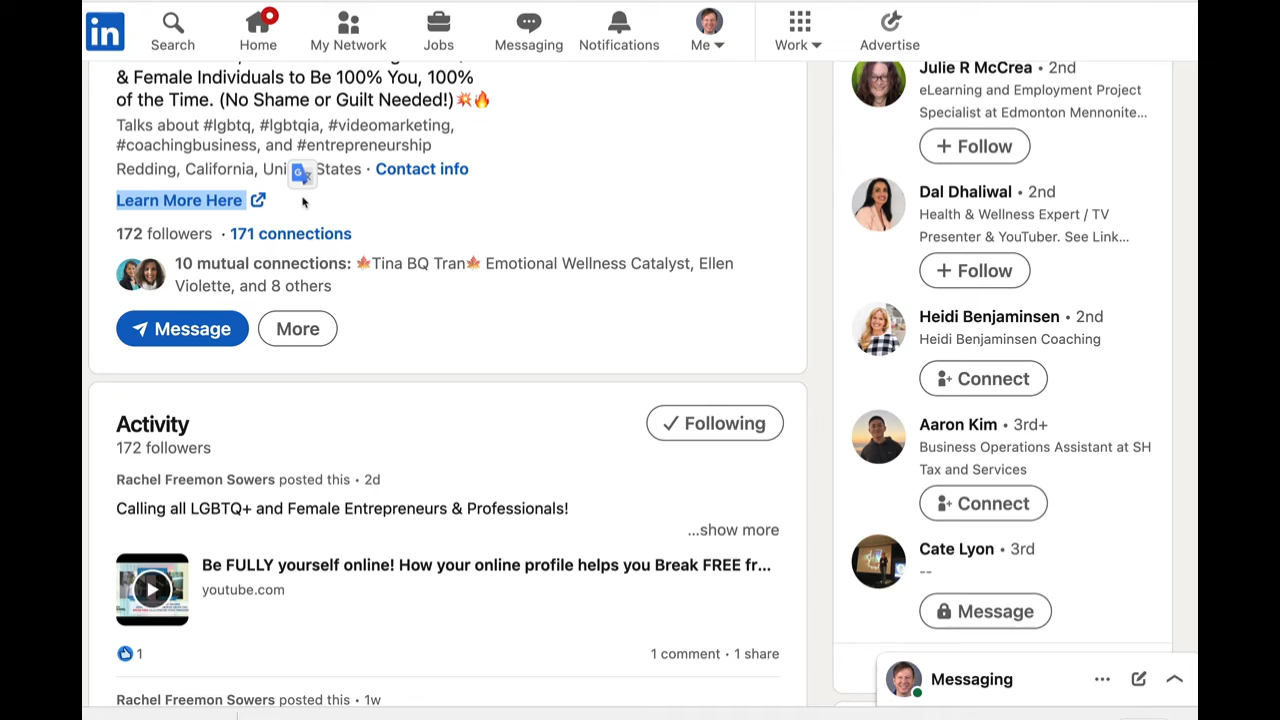 in
Search
Home
My Network
Jobs
Messaging
Notifications
Me
Work
Advertise
& Female Individuals to Be 100% You, 100%
of the Time. (No Shame or Guilt Needed!)💥🔥
Talks about #lgbtq, #lgbtqia, #videomarketing,
#coachingbusiness, and #entrepreneurship
Redding, California, Uni States · Contact info
Learn More Here
172 followers · 171 connections
10 mutual connections: 🍁Tina BQ Tran🍁 Emotional Wellness Catalyst, Ellen
Violette, and 8 others
Message
More
Activity
Following
172 followers
Rachel Freemon Sowers posted this • 2d
Calling all LGBTQ+ and Female Entrepreneurs & Professionals!
...show more
Be FULLY yourself online! How your online profile helps you Break FREE fr...
youtube.com
1
1 comment • 1 share
Rachel Freemon Sowers posted this • 1w
Julie R McCrea • 2nd
eLearning and Employment Project
Specialist at Edmonton Mennonite...
+ Follow
Dal Dhaliwal • 2nd
Health & Wellness Expert / TV
Presenter & YouTuber. See Link...
+ Follow
Heidi Benjaminsen • 2nd
Heidi Benjaminsen Coaching
Connect
Aaron Kim • 3rd+
Business Operations Assistant at SH
Tax and Services
Connect
Cate Lyon • 3rd
--
Message
Messaging